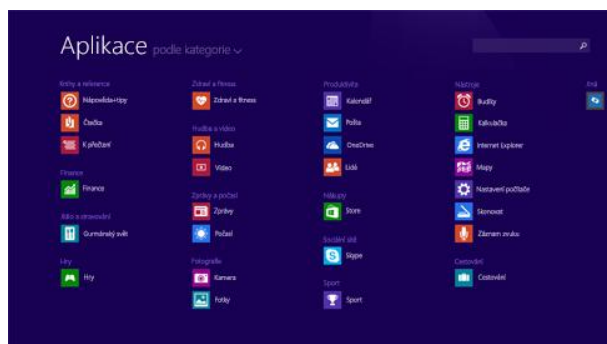 Aplikace podle kategorie
Knihy a reference
Nápověda+tipy
Čtečka
K přečtení
Finance
Finance
Jídlo a stravování
Gurmánský svět
Hry
Hry
Zdraví a fitness
Zdraví a fitness
Hudba a video
Hudba
Video
Zprávy a počasí
Zprávy
Počasí
Fotografie
Kamera
Fotky
Produktivita
Kalendář
Pošta
OneDrive
Lidé
Nákupy
Store
Sociální sítě
Skype
Sport
Sport
Nástroje
Budíky
Kalkulačka
Internet Explorer
Mapy
Nastavení počítače
Skenovat
Záznam zvuku
Cestování
Cestování